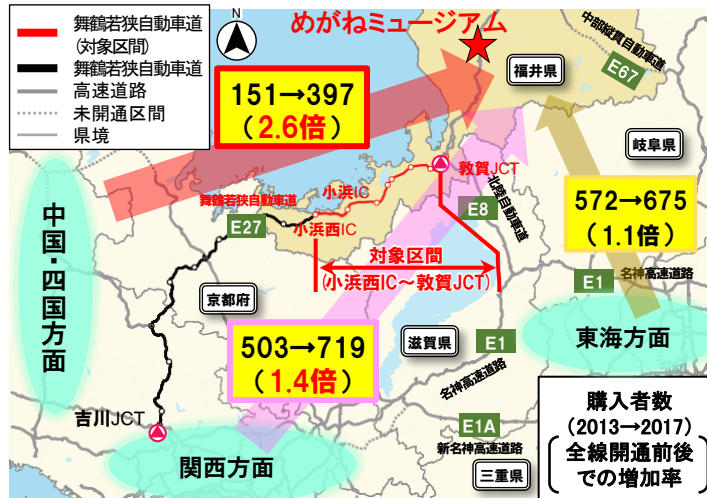 舞鶴若狭自動車道
(対象区間)
舞鶴若狭自動車道
高速道路
未開通区間
県境
N
めがねミュージアム
中部縦貫自動車道
E67
福井県
岐阜県
151→397
(2.6倍)
敦賀JCT
小浜IC
舞鶴若狭自動車道
小浜西IC
E27
E8
北陸自動車道
572→675
(1.1倍)
対象区間
(小浜西IC～敦賀JCT)
E1
名神高速道路
中国・四国方面
京都府
503→719
(1.4倍)
滋賀県
E1
名神高速道路
東海方面
吉川JCT
関西方面
E1A
新名神高速道路
三重県
購入者数
(2013→2017)
全線開通前後
での増加率